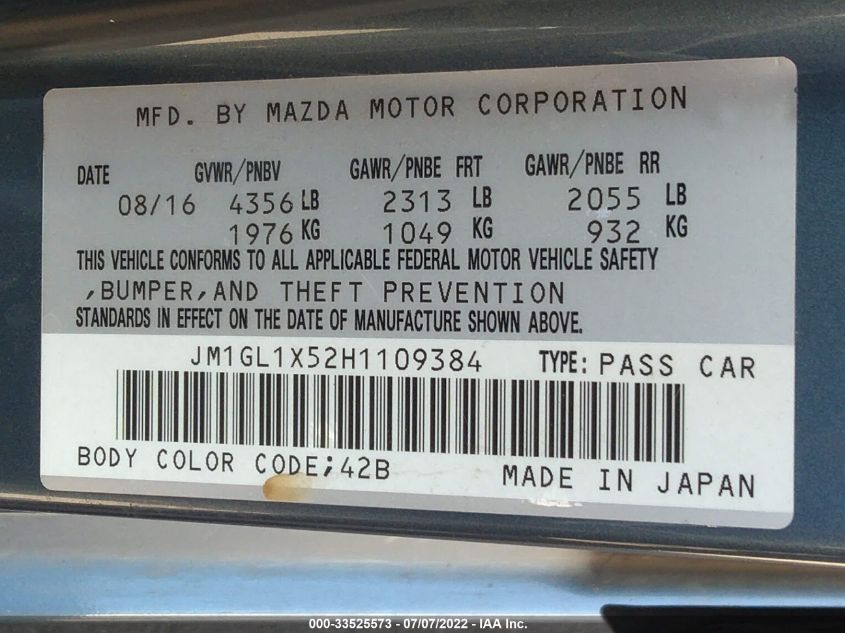 MFD. BY MAZDA MOTOR CORPORATION
DATE GVWR/PNBV GAWR/PNBE FRT GAWR/PNBE RR
08/16 4356 LB 2313 LB 2055 LB
1976 KG 1049 KG 932 KG
THIS VEHICLE CONFORMS TO ALL APPLICABLE FEDERAL MOTOR VEHICLE SAFETY
,BUMPER,AND THEFT PREVENTION
STANDARDS IN EFFECT ON THE DATE OF MANUFACTURE SHOWN ABOVE.
JM1GL1X52H1109384 TYPE: PASS CAR
BODY COLOR CODE;42B MADE IN JAPAN
000-33525573 - 07/07/2022 - IAA Inc.